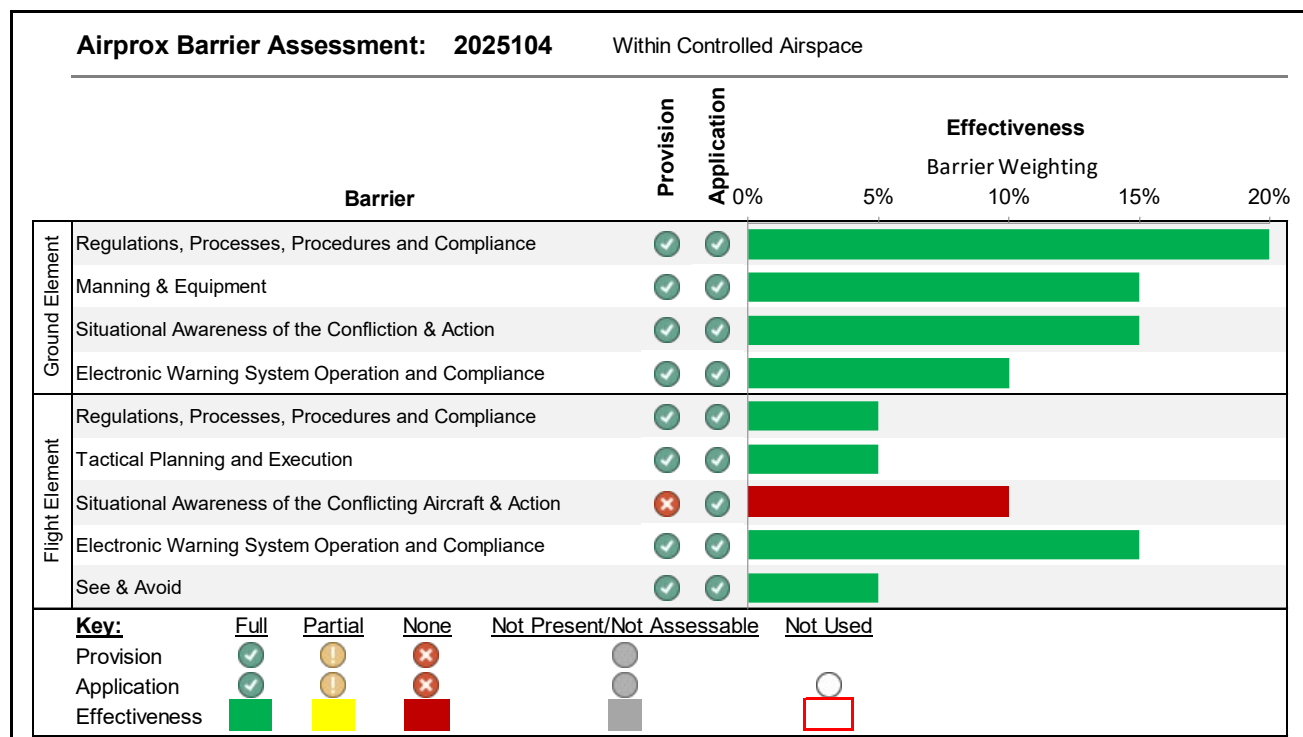 Airprox Barrier Assessment: 2025104 Within Controlled Airspace
Barrier
Provision
Application
Effectiveness
Barrier Weighting
0% 5% 10% 15% 20%
Ground Element
Regulations, Processes, Procedures and Compliance
Manning & Equipment
Situational Awareness of the Confliction & Action
Electronic Warning System Operation and Compliance
Flight Element
Regulations, Processes, Procedures and Compliance
Tactical Planning and Execution
Situational Awareness of the Conflicting Aircraft & Action
Electronic Warning System Operation and Compliance
See & Avoid
Key: Full Partial None Not Present/Not Assessable Not Used
Provision
Application
Effectiveness